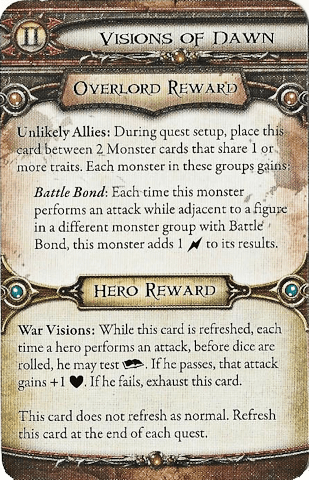 II
Visions of Dawn
Overlord Reward
Unlikely Allies: During quest setup, place this
card between 2 Monster cards that share 1 or
more traits. Each monster in these groups gains:
Battle Bond: Each time this monster
performs an attack while adjacent to a figure
in a different monster group with Battle
Bond, this monster adds 1 to its results.
Hero Reward
War Visions: While this card is refreshed, each
time a hero performs an attack, before dice are
rolled, he may test . If he passes, that attack
gains +1 . If he fails, exhaust this card.
This card does not refresh as normal. Refresh
this card at the end of each quest.